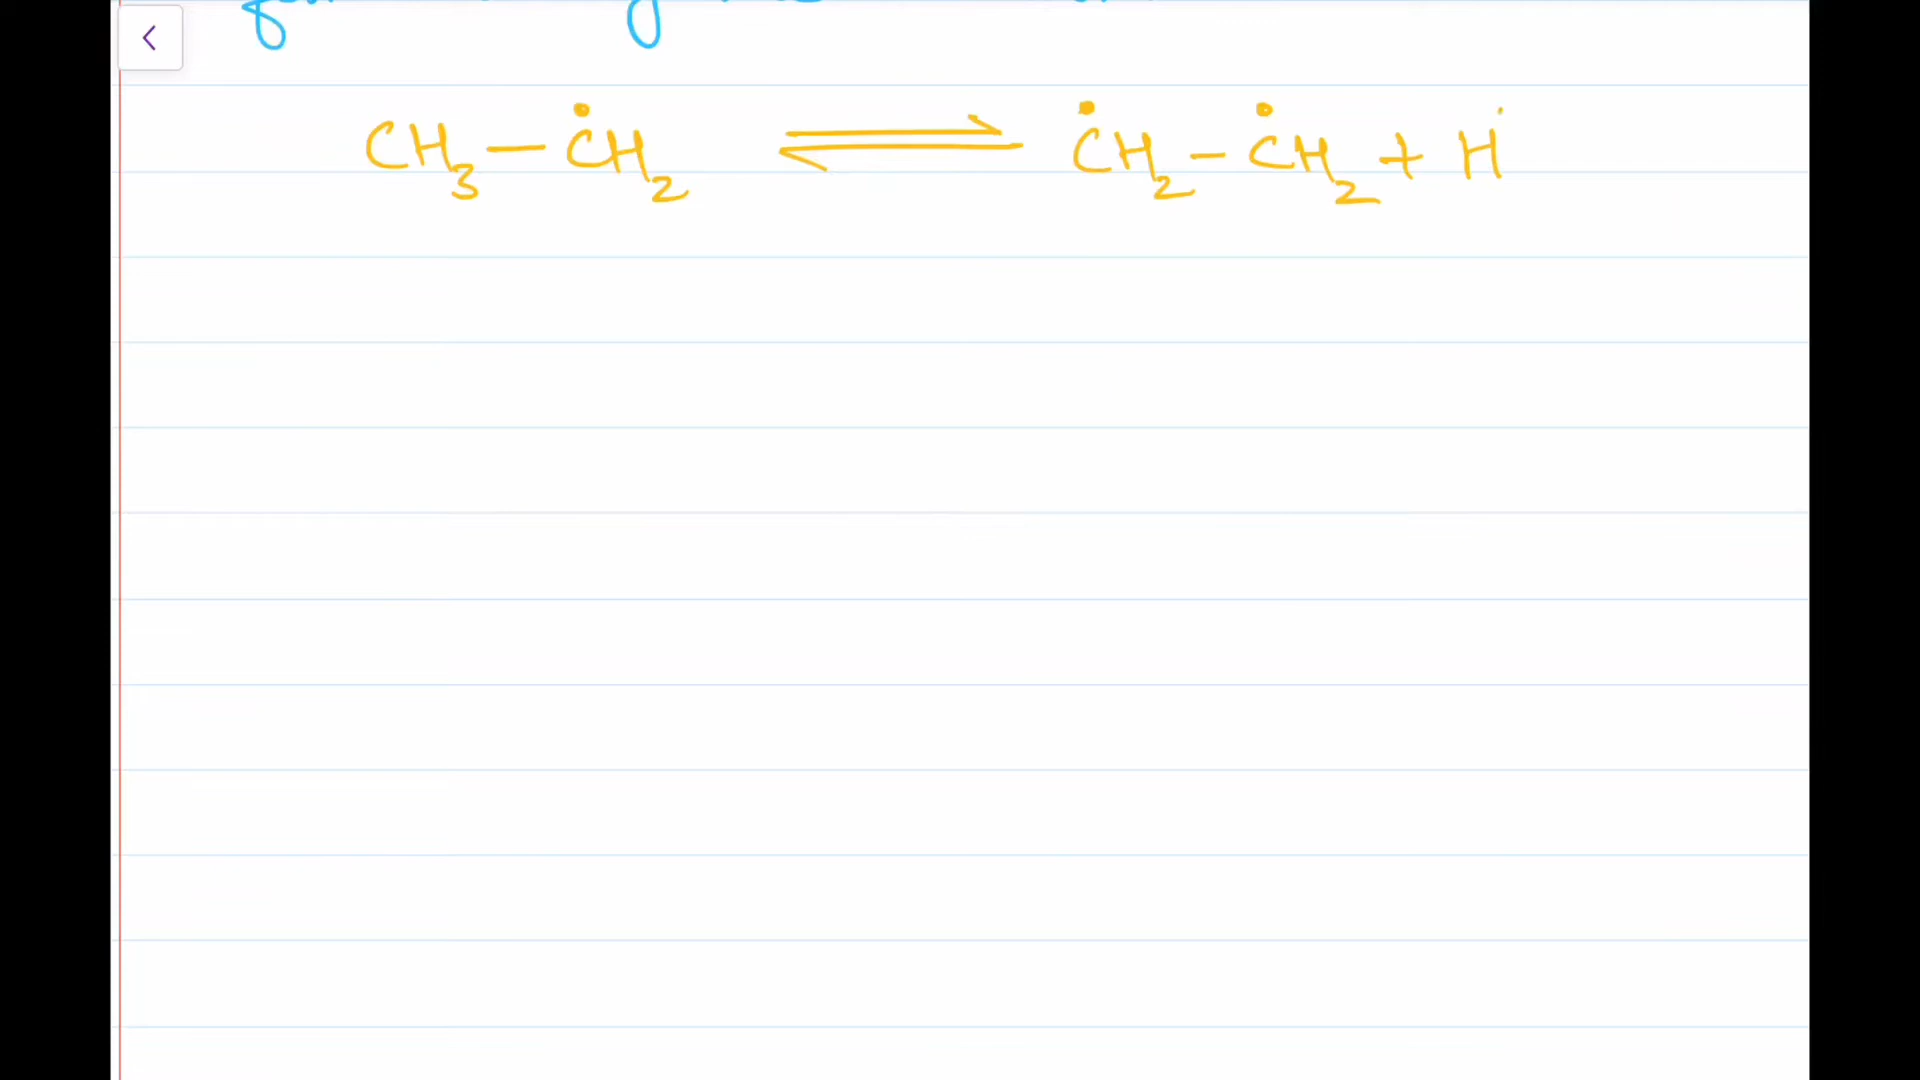 CH₃–ĊH₂ ⇌ ĊH₂–ĊH₂ + Ḣ